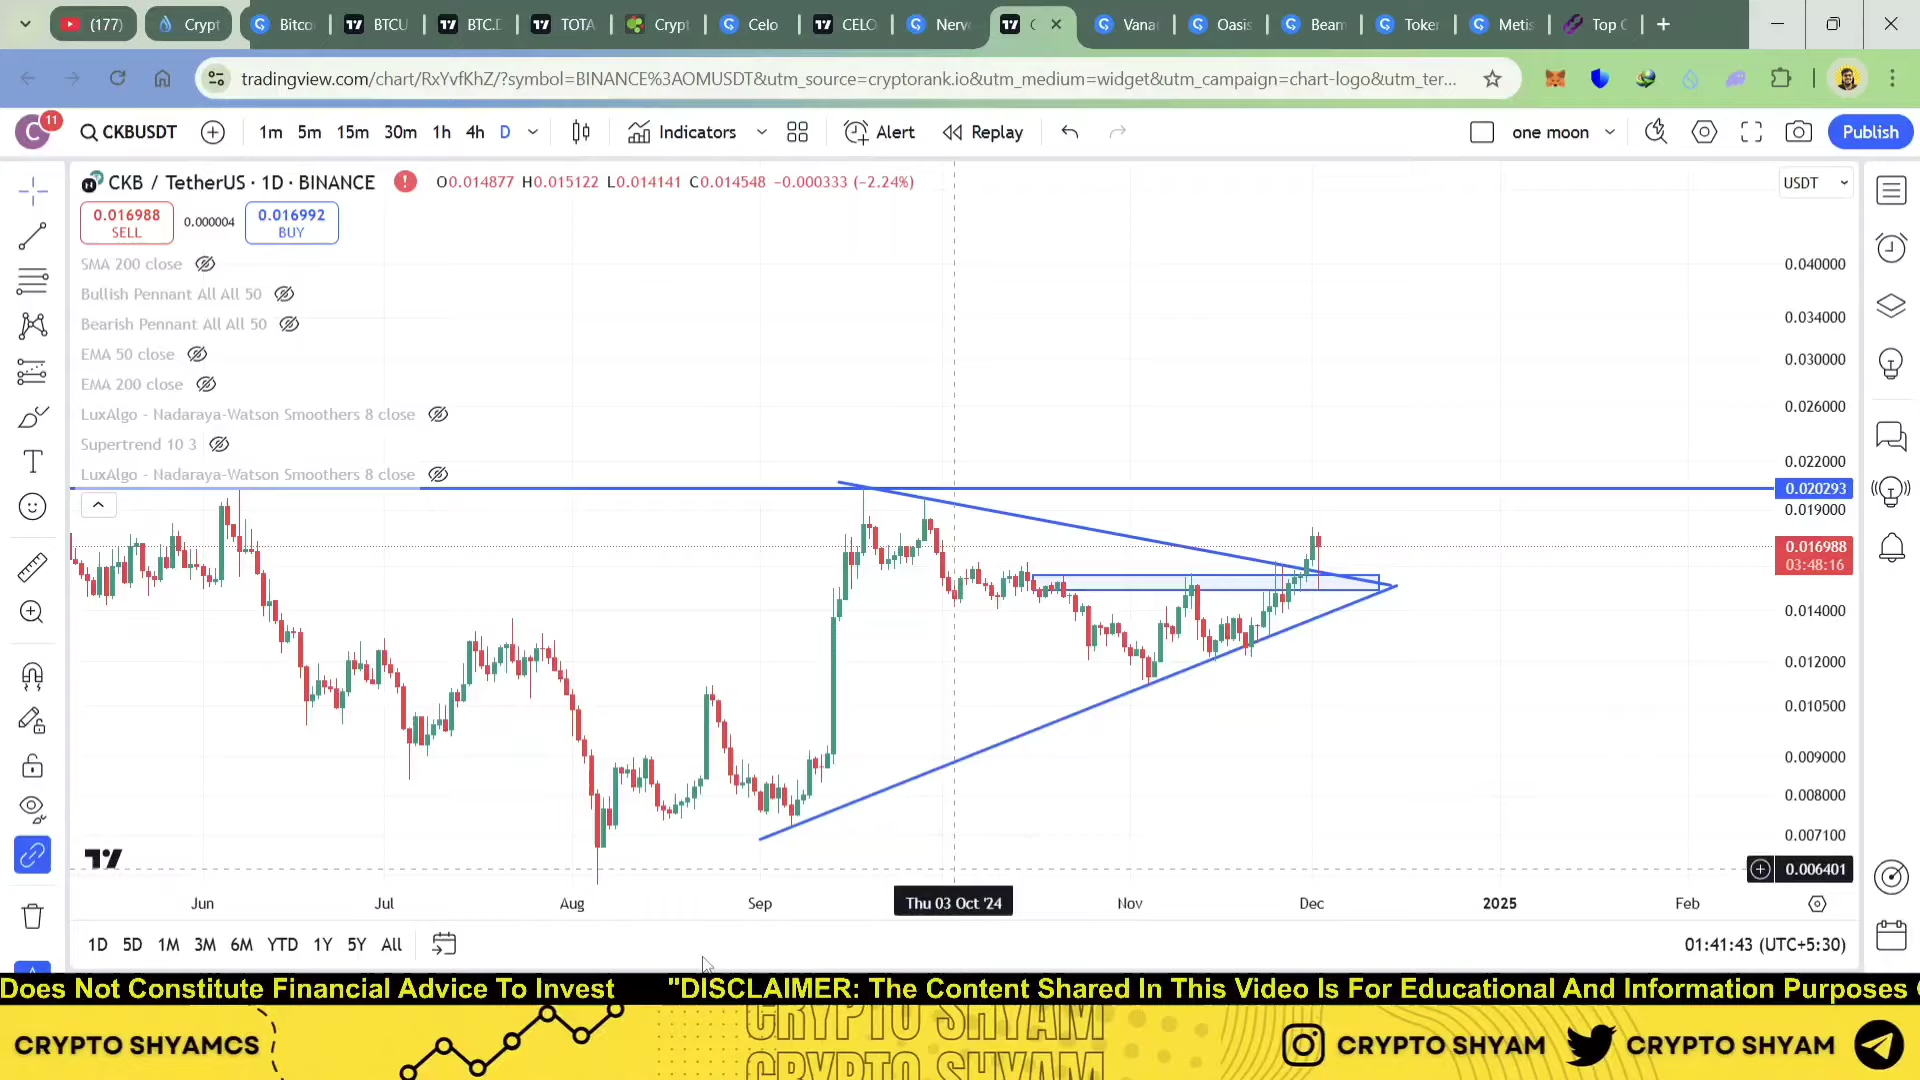 (177)
Crypt
Bitco
BTCU
BTC.D
TOTA
Crypt
Celo
CELO
Nerv
Vana
Oasis
Beam
Toker
Metis
Top C
tradingview.com/chart/RxYvfKhZ/?symbol=BINANCE%3AOMUSDT&utm_source=cryptorank.io&utm_medium=widget&utm_campaign=chart-logo&utm_ter...
C 11 CKBUSDT 1m 5m 15m 30m 1h 4h D Indicators Alert Replay one moon Publish
CKB / TetherUS · 1D · BINANCE O0.014877 H0.015122 L0.014141 C0.014548 −0.000333 (−2.24%)
USDT
0.016988 SELL
0.000004
0.016992 BUY
SMA 200 close
Bullish Pennant All All 50
Bearish Pennant All All 50
EMA 50 close
EMA 200 close
LuxAlgo - Nadaraya-Watson Smoothers 8 close
Supertrend 10 3
LuxAlgo - Nadaraya-Watson Smoothers 8 close
0.040000
0.034000
0.030000
0.026000
0.022000
0.020293
0.019000
0.016988
03:48:16
0.014000
0.012000
0.010500
0.009000
0.008000
0.007100
0.006401
Jun Jul Aug Sep Thu 03 Oct '24 Nov Dec 2025 Feb
1D 5D 1M 3M 6M YTD 1Y 5Y All 01:41:43 (UTC+5:30)
Does Not Constitute Financial Advice To Invest "DISCLAIMER: The Content Shared In This Video Is For Educational And Information Purposes
CRYPTO SHYAM
CRYPTO SHYAMCS CRYPTO SHYAM CRYPTO SHYAM
CRYPTO SHYAM